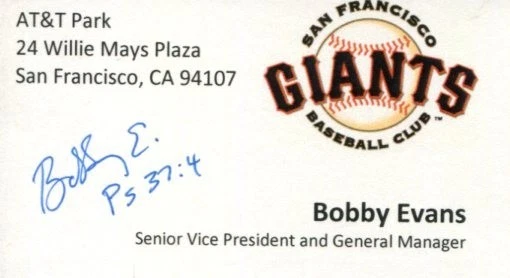 AT&T Park
24 Willie Mays Plaza
San Francisco, CA 94107
SAN FRANCISCO
GIANTS
BASEBALL CLUB ™
Bobby E.
Ps 37:4
Bobby Evans
Senior Vice President and General Manager